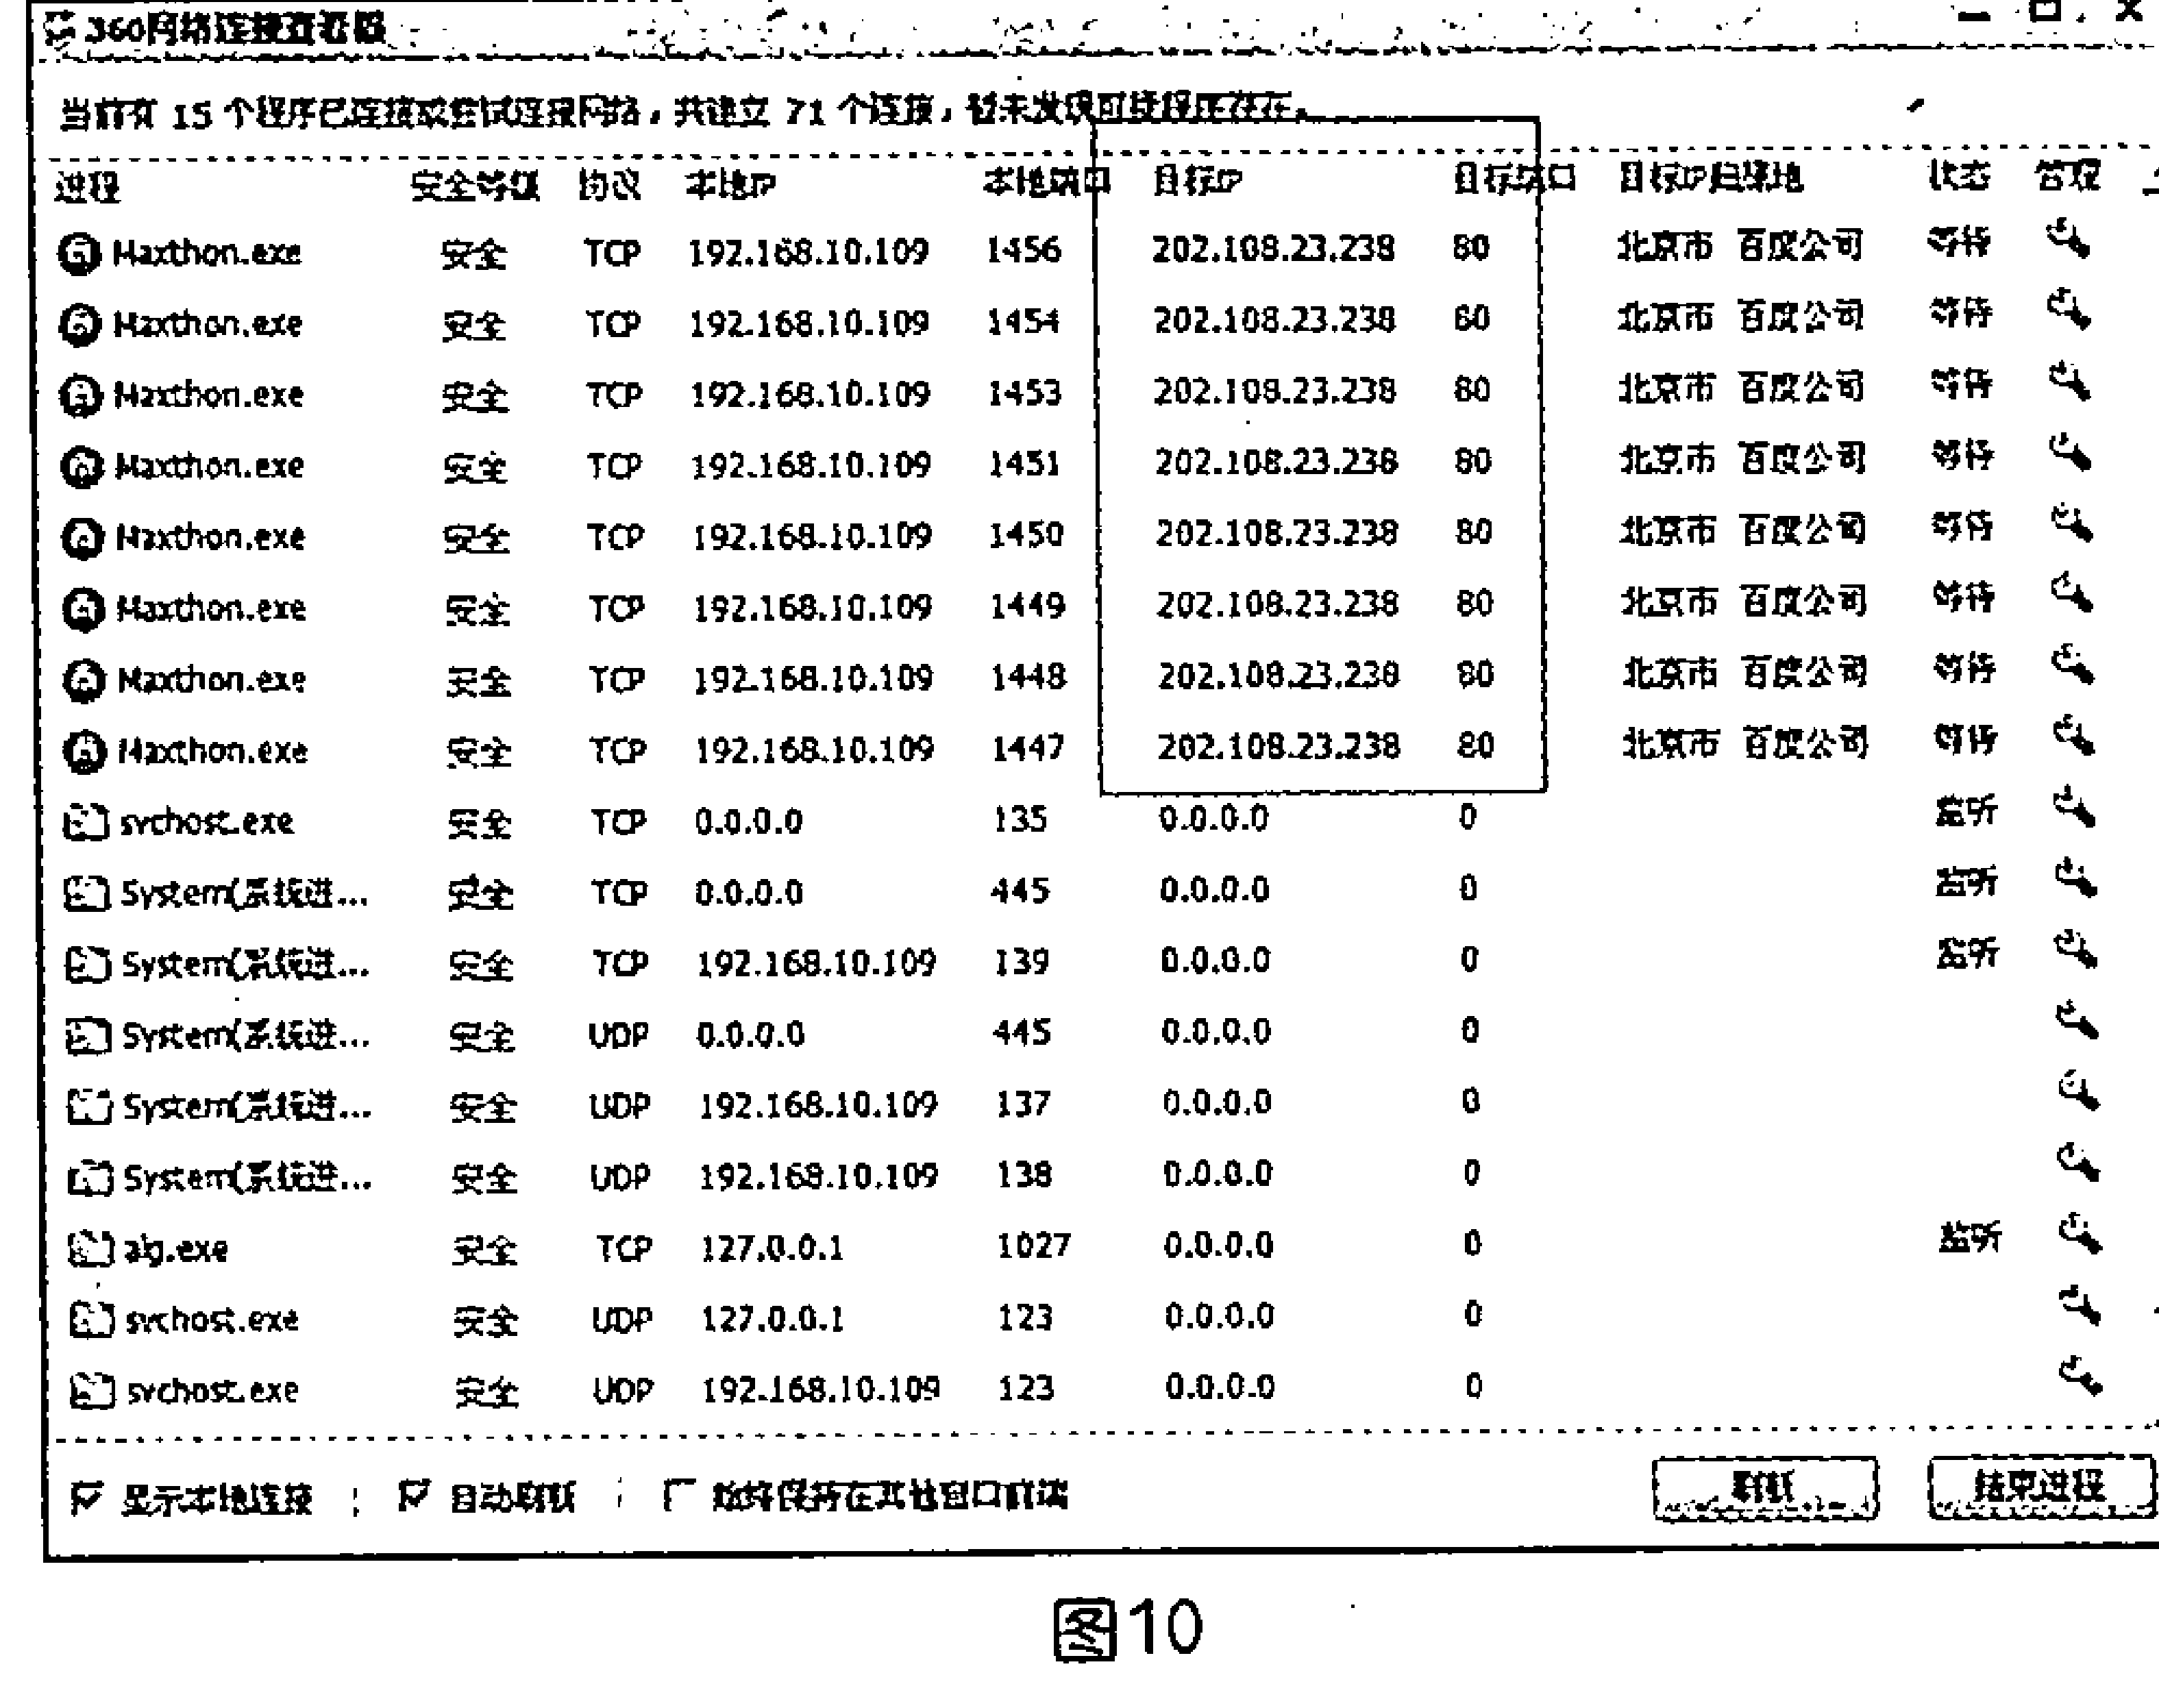 360网络连接查看器
当前有 15 个程序已连接或尝试连接网络，共建立 71 个连接，暂未发现可疑程序存在。
进程 安全等级 协议 本地IP 本地端口 目标IP 目标端口 目标IP归属地 状态 管理
Maxthon.exe 安全 TCP 192.168.10.109 1456 202.108.23.238 80 北京市 百度公司 等待
Maxthon.exe 安全 TCP 192.168.10.109 1454 202.108.23.238 80 北京市 百度公司 等待
Maxthon.exe 安全 TCP 192.168.10.109 1453 202.108.23.238 80 北京市 百度公司 等待
Maxthon.exe 安全 TCP 192.168.10.109 1451 202.108.23.238 80 北京市 百度公司 等待
Maxthon.exe 安全 TCP 192.168.10.109 1450 202.108.23.238 80 北京市 百度公司 等待
Maxthon.exe 安全 TCP 192.168.10.109 1449 202.108.23.238 80 北京市 百度公司 等待
Maxthon.exe 安全 TCP 192.168.10.109 1448 202.108.23.238 80 北京市 百度公司 等待
Maxthon.exe 安全 TCP 192.168.10.109 1447 202.108.23.238 80 北京市 百度公司 等待
svchost.exe 安全 TCP 0.0.0.0 135 0.0.0.0 0 监听
System(系统进... 安全 TCP 0.0.0.0 445 0.0.0.0 0 监听
System(系统进... 安全 TCP 192.168.10.109 139 0.0.0.0 0 监听
System(系统进... 安全 UDP 0.0.0.0 445 0.0.0.0 0
System(系统进... 安全 UDP 192.168.10.109 137 0.0.0.0 0
System(系统进... 安全 UDP 192.168.10.109 138 0.0.0.0 0
alg.exe 安全 TCP 127.0.0.1 1027 0.0.0.0 0 监听
svchost.exe 安全 UDP 127.0.0.1 123 0.0.0.0 0
svchost.exe 安全 UDP 192.168.10.109 123 0.0.0.0 0
显示本地连接 自动刷新 始终保持在其他窗口前端 刷新 结束进程
图10